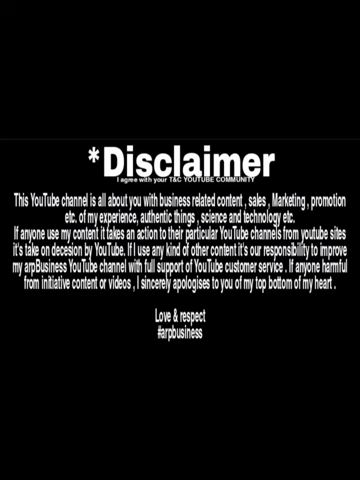 *Disclaimer
I agree with your T&C YOUTUBE COMMUNITY
This YouTube channel is all about you with business related content , sales , Marketing , promotion
etc. of my experience, authentic things , science and technology etc.
If anyone use my content it takes an action to their particular YouTube channels from youtube sites
it's take on decesion by YouTube. If I use any kind of other content it's our responsibility to improve
my arpBusiness YouTube channel with full support of YouTube customer service . If anyone harmful
from initiative content or videos , I sincerely apologises to you of my top bottom of my heart .
Love & respect
#arpbusiness